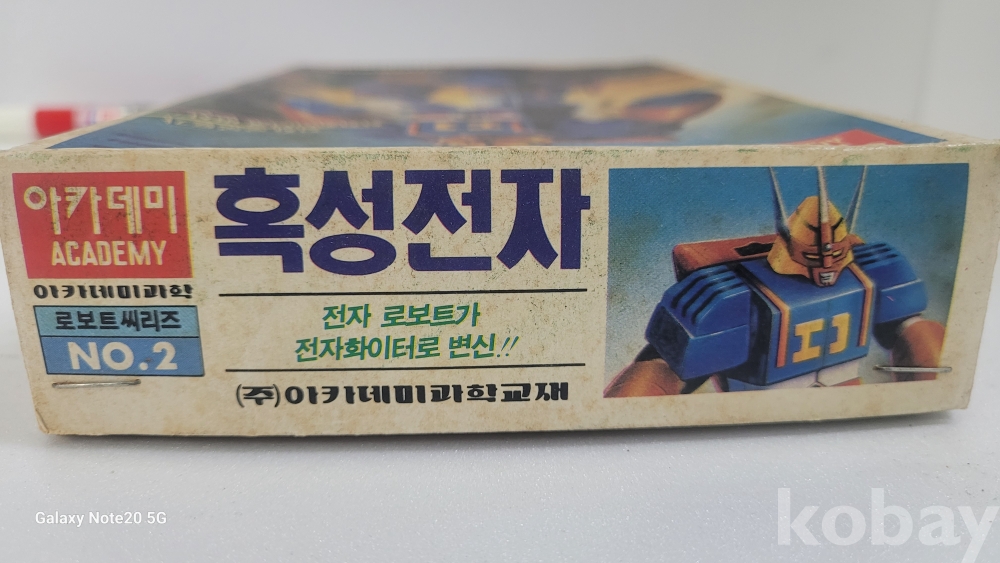 아카데미
ACADEMY
아카데미과학
로보트씨리즈
NO.2
흑성전자
전자 로보트가
전자화이터로 변신!!
(주)아카데미과학교재
Galaxy Note20 5G
kobay